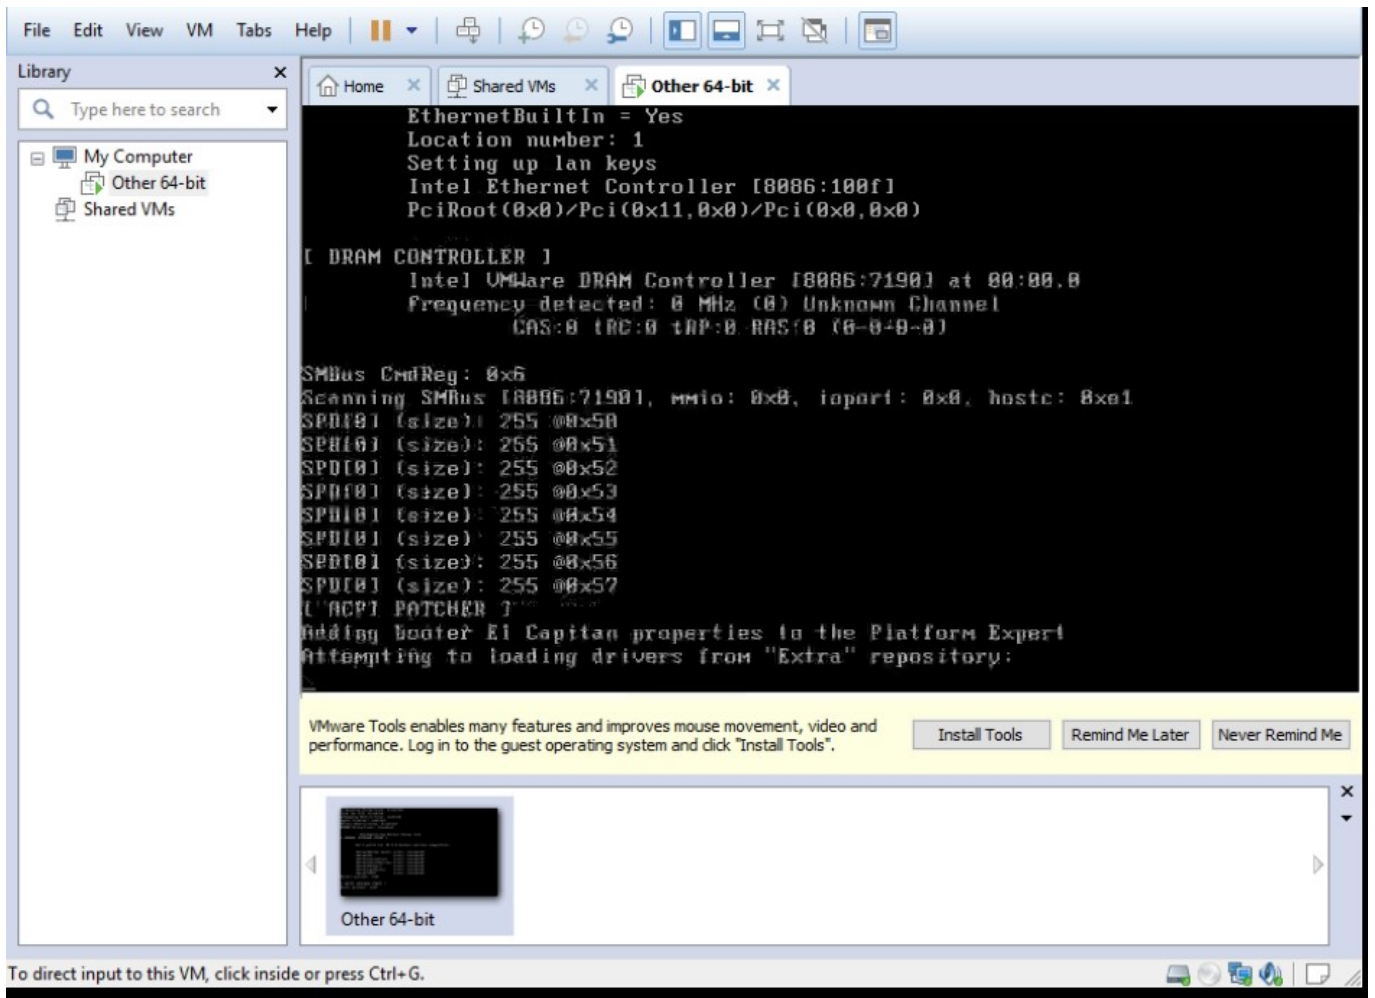 File Edit View VM Tabs Help
Library
Type here to search
My Computer
Other 64-bit
Shared VMs
Home
Shared VMs
Other 64-bit
EthernetBuiltIn = Yes
Location number: 1
Setting up lan keys
Intel Ethernet Controller [8086:100f]
PciRoot(0x0)/Pci(0x11,0x0)/Pci(0x0,0x0)
[ DRAM CONTROLLER ]
Intel VMWare DRAM Controller [8086:7190] at 00:00.0
Frequency detected: 0 MHz (0) Unknown Channel
CAS:0 tRC:0 tRP:0 RAS:0 (0-0-0-0)
SMBus CmdReg: 0x6
Scanning SMBus [8086:7190], mmio: 0x0, ioport: 0x0, hostc: 0xe1
SPD[0] (size): 255 @0x50
SPD[0] (size): 255 @0x51
SPD[0] (size): 255 @0x52
SPD[0] (size): 255 @0x53
SPD[0] (size): 255 @0x54
SPD[0] (size): 255 @0x55
SPD[0] (size): 255 @0x56
SPD[0] (size): 255 @0x57
[ ACPI PATCHER ]
Adding booter El Capitan properties to the Platform Expert
Attempting to loading drivers from "Extra" repository:
VMware Tools enables many features and improves mouse movement, video and
performance. Log in to the guest operating system and click "Install Tools".
Install Tools
Remind Me Later
Never Remind Me
Other 64-bit
To direct input to this VM, click inside or press Ctrl+G.